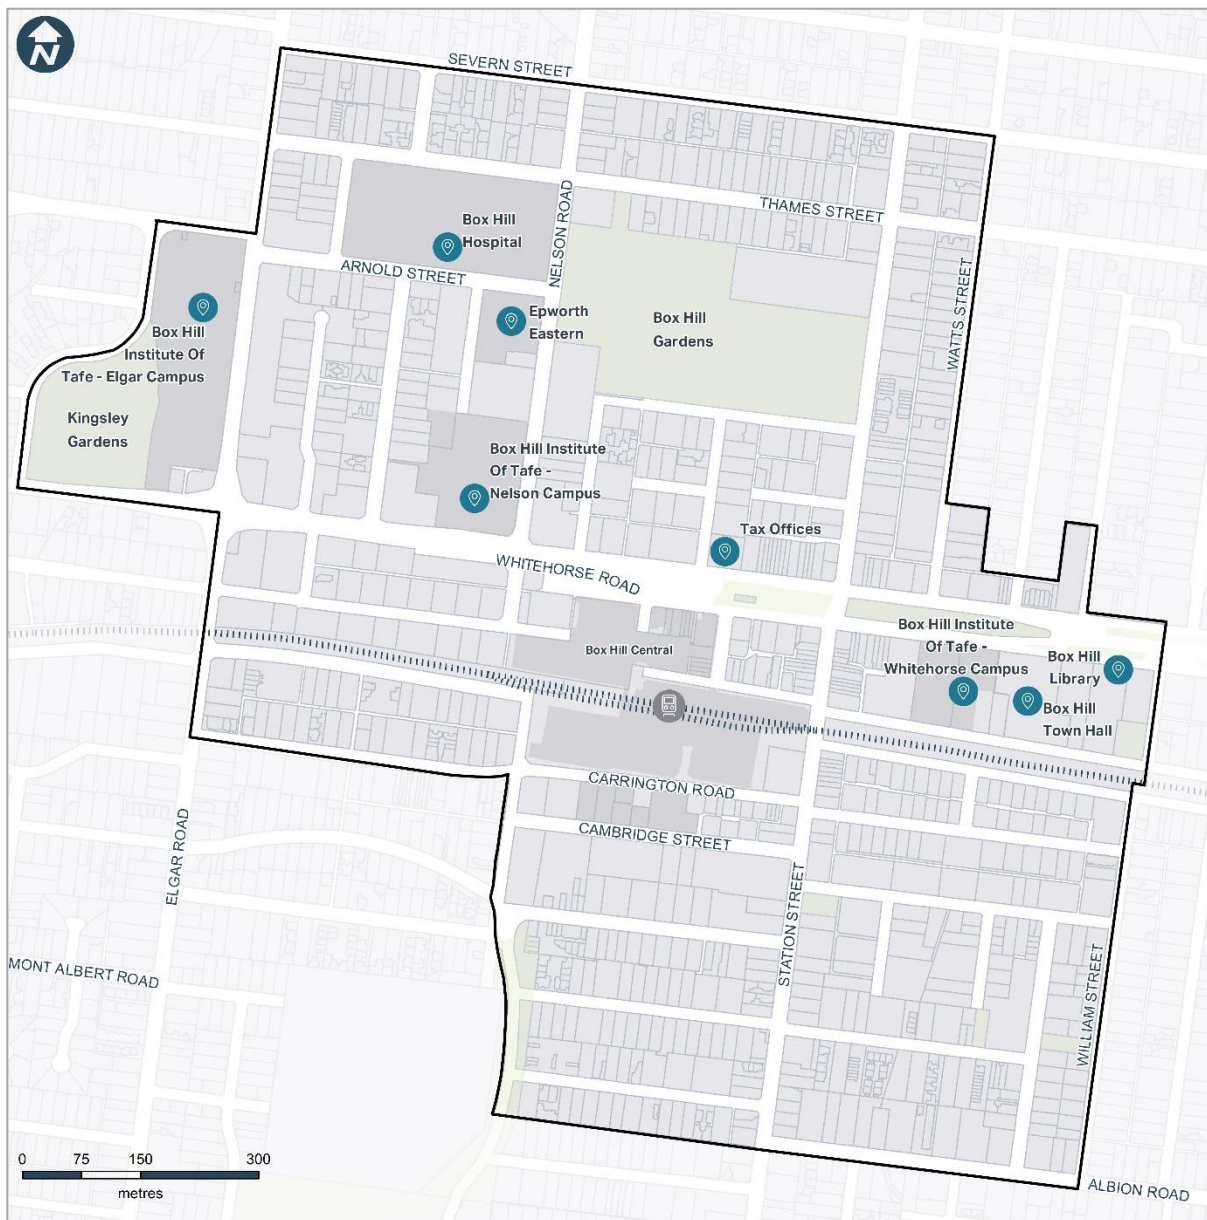 N
SEVERN STREET
THAMES STREET
NELSON ROAD
Box Hill
Hospital
ARNOLD STREET
WATTS STREET
Box Hill
Institute Of
Tafe - Elgar Campus
Epworth
Eastern
Box Hill
Gardens
Kingsley
Gardens
Box Hill Institute
Of Tafe -
Nelson Campus
Tax Offices
WHITEHORSE ROAD
Box Hill Central
Box Hill Institute
Of Tafe -
Whitehorse Campus
Box Hill
Library
Box Hill
Town Hall
CARRINGTON ROAD
CAMBRIDGE STREET
ELGAR ROAD
STATION STREET
MONT ALBERT ROAD
WILLIAM STREET
0 75 150 300
metres
ALBION ROAD